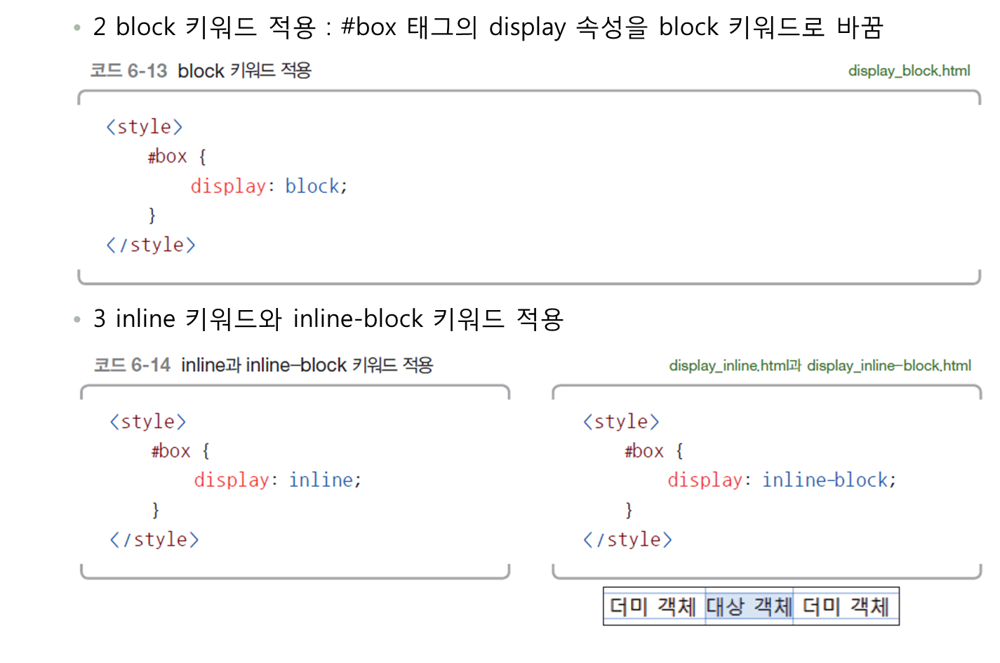 • 2 block 키워드 적용 : #box 태그의 display 속성을 block 키워드로 바꿈
코드 6-13 block 키워드 적용
display_block.html
<style>
#box {
display: block;
}
</style>
• 3 inline 키워드와 inline-block 키워드 적용
코드 6-14 inline과 inline-block 키워드 적용
display_inline.html과 display_inline-block.html
<style>
#box {
display: inline;
}
</style>
<style>
#box {
display: inline-block;
}
</style>
더미 객체 대상 객체 더미 객체